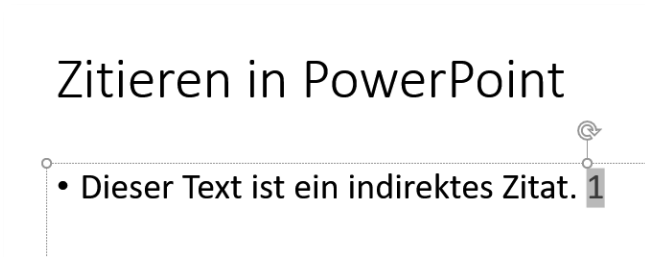 Zitieren in PowerPoint
• Dieser Text ist ein indirektes Zitat. 1